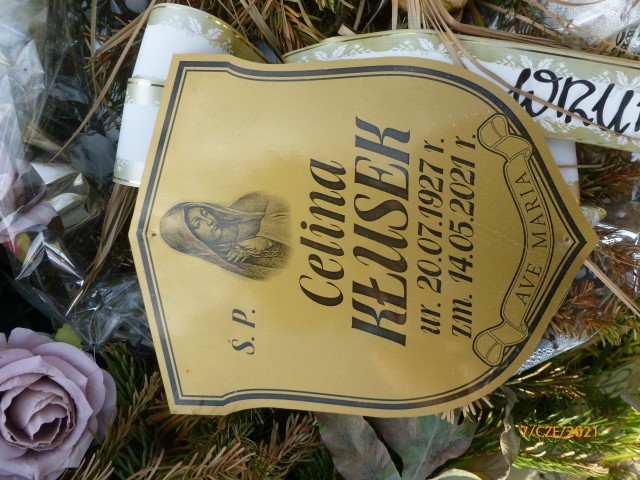 Ś. P.
Celina
KŁUSEK
ur. 20.07.1927 r.
zm. 14.05.2021 r.
AVE MARIA
7/CZE/2021